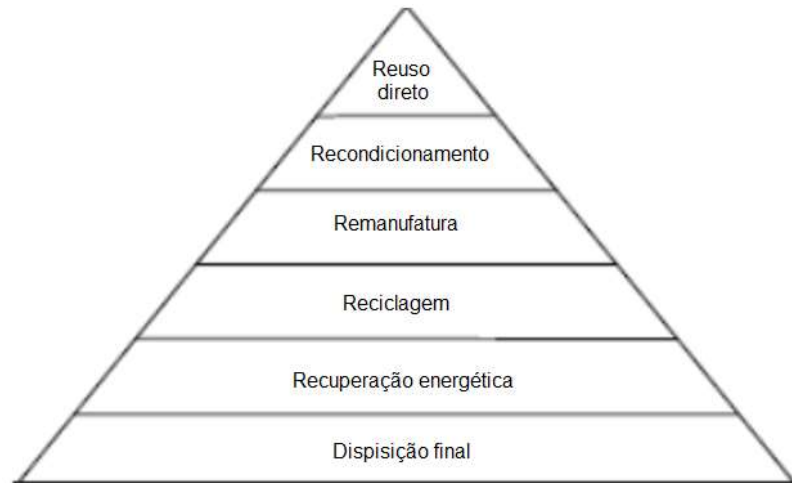 Reuso
direto
Recondicionamento
Remanufatura
Reciclagem
Recuperação energética
Dispisição final